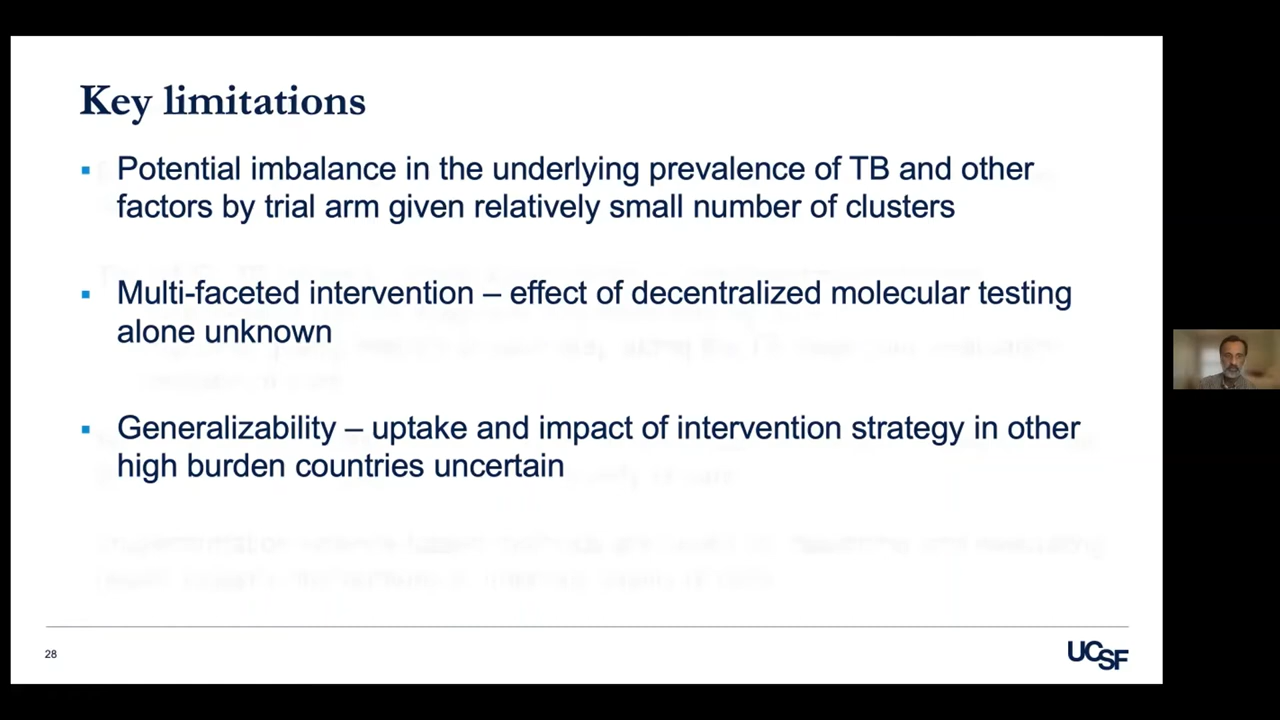 Key limitations
▪ Potential imbalance in the underlying prevalence of TB and other
factors by trial arm given relatively small number of clusters
▪ Multi-faceted intervention – effect of decentralized molecular testing
alone unknown
▪ Generalizability – uptake and impact of intervention strategy in other
high burden countries uncertain
28
UCSF